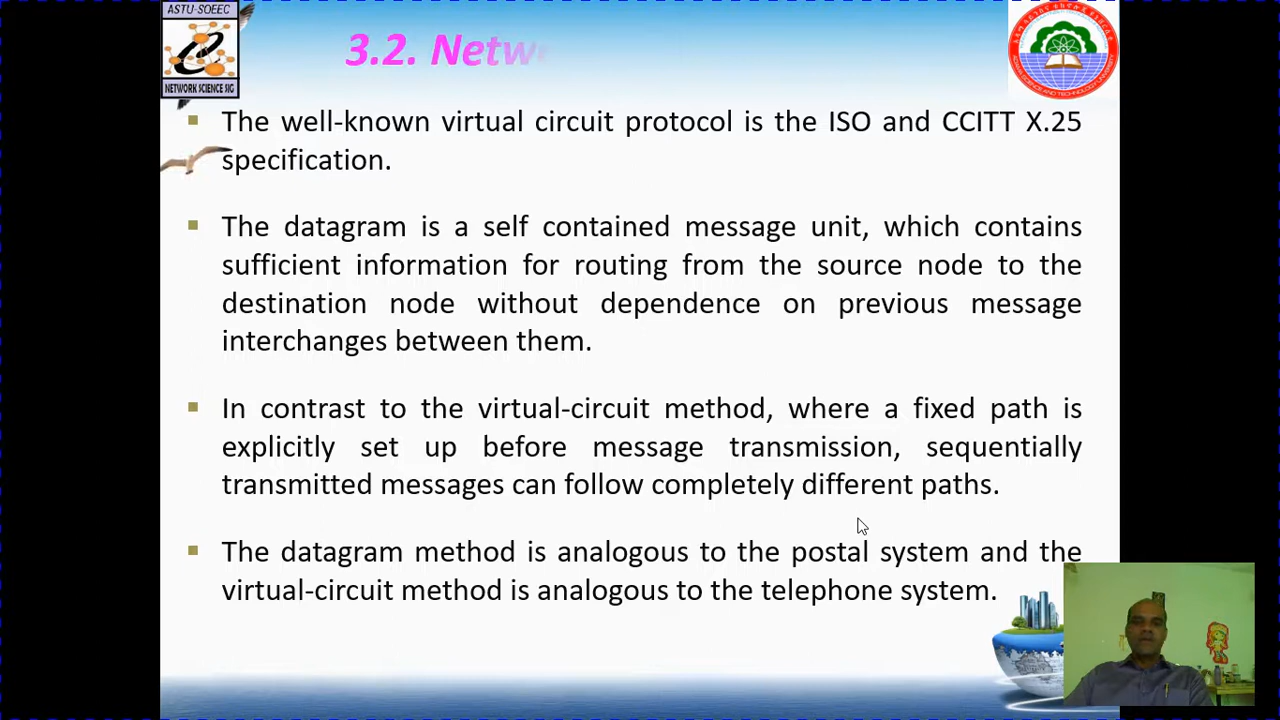 ASTU-SOEEC
NETWORK SCIENCE SIG
3.2. Netw
The well-known virtual circuit protocol is the ISO and CCITT X.25
specification.
The datagram is a self contained message unit, which contains
sufficient information for routing from the source node to the
destination node without dependence on previous message
interchanges between them.
In contrast to the virtual-circuit method, where a fixed path is
explicitly set up before message transmission, sequentially
transmitted messages can follow completely different paths.
The datagram method is analogous to the postal system and the
virtual-circuit method is analogous to the telephone system.